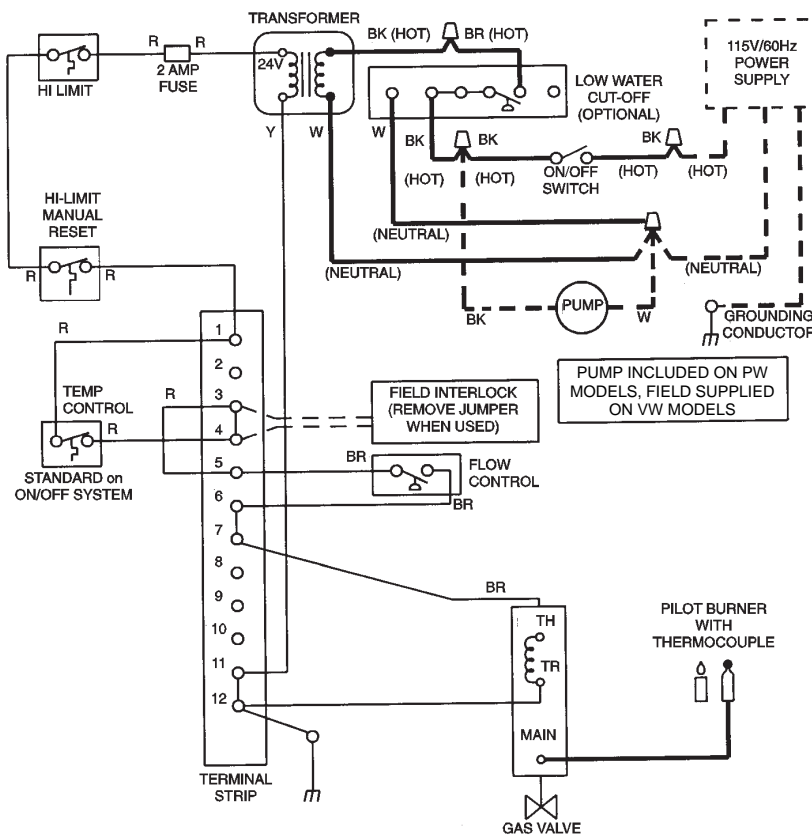 TRANSFORMER
BK (HOT)
BR (HOT)
115V/60Hz
POWER
SUPPLY
R
R
2 AMP
FUSE
24V
HI LIMIT
LOW WATER
CUT-OFF
(OPTIONAL)
Y
W
W
BK
BK
BK
(HOT)
(HOT)
ON/OFF
SWITCH
(HOT)
(HOT)
HI-LIMIT
MANUAL
RESET
(NEUTRAL)
(NEUTRAL)
(NEUTRAL)
R
R
PUMP
BK
W
GROUNDING
CONDUCTOR
R
1
2
3
4
5
6
7
8
9
10
11
12
TEMP
CONTROL
R
R
STANDARD on
ON/OFF SYSTEM
FIELD INTERLOCK
(REMOVE JUMPER
WHEN USED)
PUMP INCLUDED ON PW
MODELS, FIELD SUPPLIED
ON VW MODELS
BR
FLOW
CONTROL
BR
BR
TH
TR
MAIN
PILOT BURNER
WITH
THERMOCOUPLE
TERMINAL
STRIP
GAS VALVE